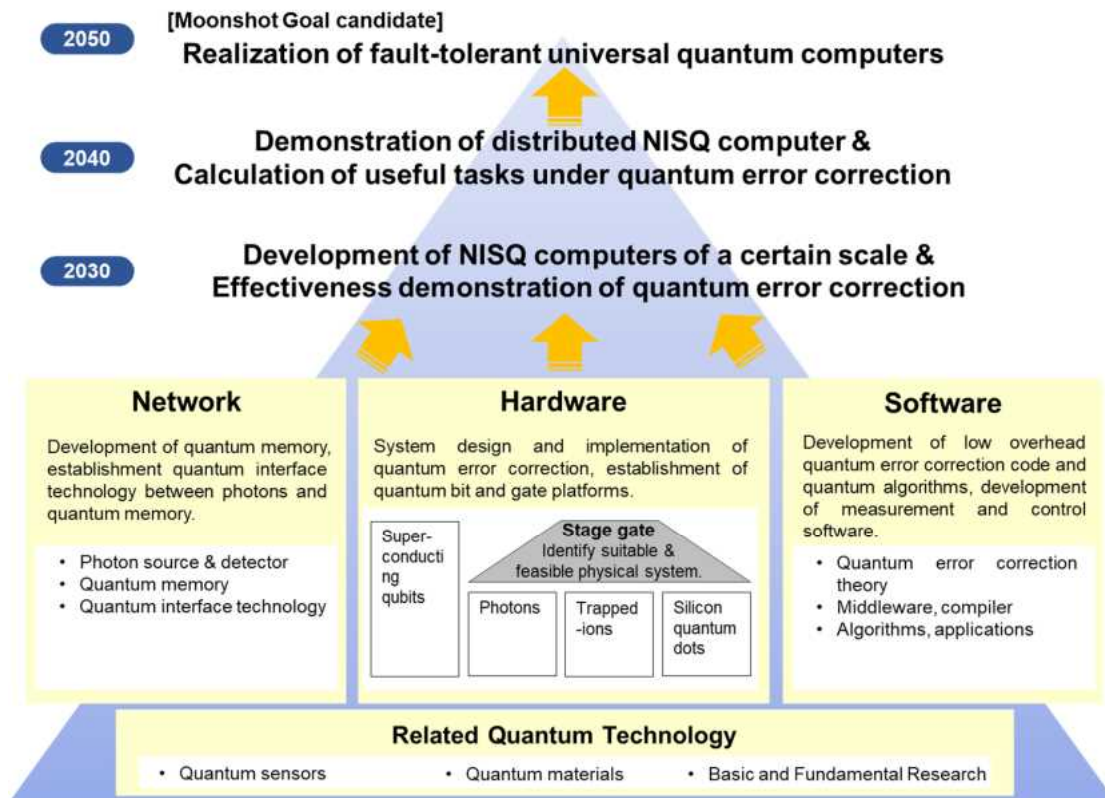 [Moonshot Goal candidate]
2050
Realization of fault-tolerant universal quantum computers
2040
Demonstration of distributed NISQ computer &
Calculation of useful tasks under quantum error correction
2030
Development of NISQ computers of a certain scale &
Effectiveness demonstration of quantum error correction
Network
Development of quantum memory,
establishment quantum interface
technology between photons and
quantum memory.
• Photon source & detector
• Quantum memory
• Quantum interface technology
Hardware
System design and implementation of
quantum error correction, establishment of
quantum bit and gate platforms.
Super-
conducti
ng
qubits
Stage gate
Identify suitable &
feasible physical system.
Photons
Trapped
-ions
Silicon
quantum
dots
Software
Development of low overhead
quantum error correction code and
quantum algorithms, development
of measurement and control
software.
• Quantum error correction
theory
• Middleware, compiler
• Algorithms, applications
Related Quantum Technology
• Quantum sensors
• Quantum materials
• Basic and Fundamental Research